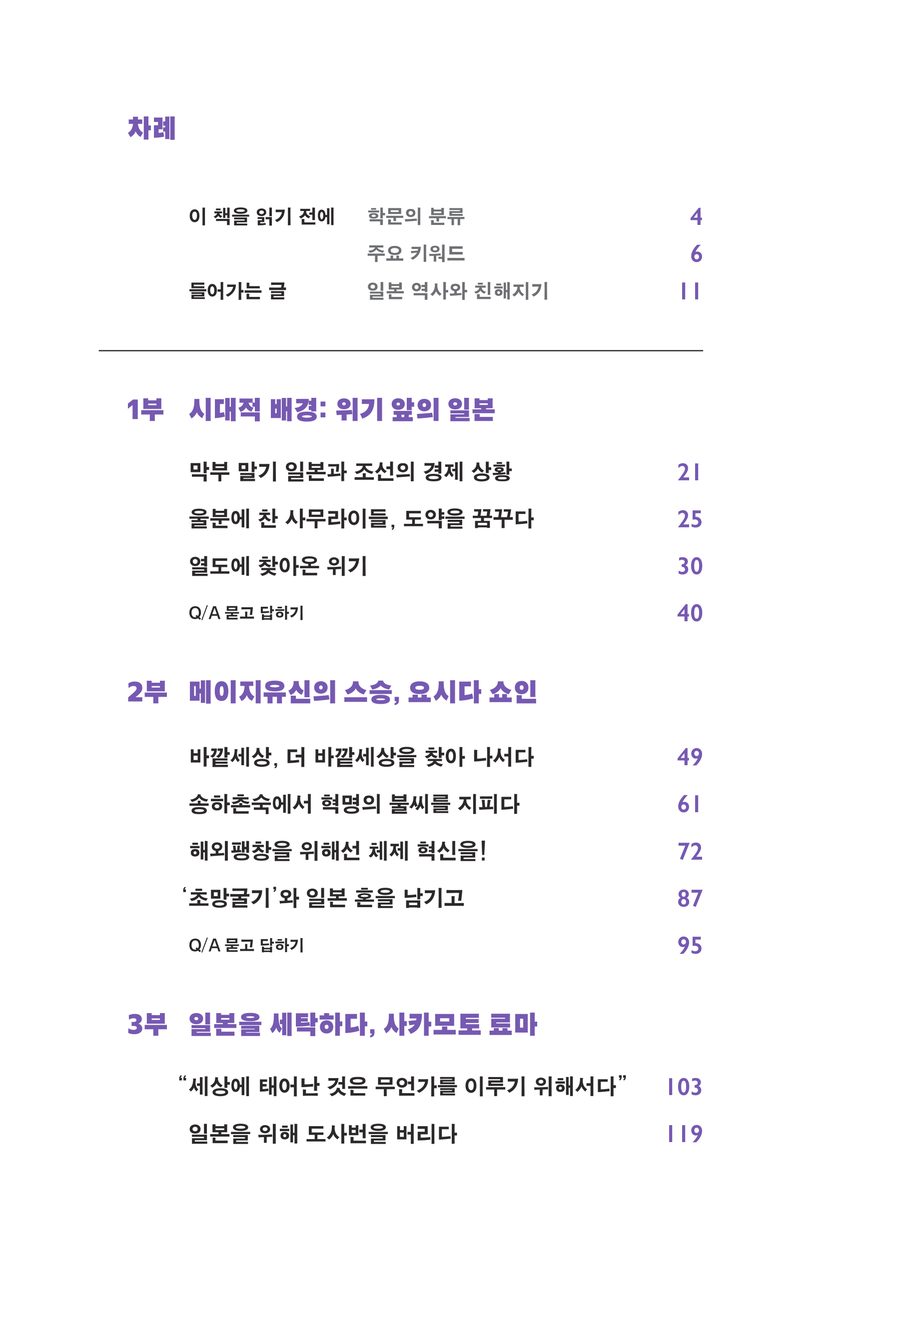 차례
이 책을 읽기 전에 학문의 분류 4
주요 키워드 6
들어가는 글 일본 역사와 친해지기 11
1부 시대적 배경: 위기 앞의 일본
막부 말기 일본과 조선의 경제 상황 21
울분에 찬 사무라이들, 도약을 꿈꾸다 25
열도에 찾아온 위기 30
Q/A 묻고 답하기 40
2부 메이지유신의 스승, 요시다 쇼인
바깥세상, 더 바깥세상을 찾아 나서다 49
송하촌숙에서 혁명의 불씨를 지피다 61
해외팽창을 위해선 체제 혁신을! 72
‘초망굴기’와 일본 혼을 남기고 87
Q/A 묻고 답하기 95
3부 일본을 세탁하다, 사카모토 료마
“세상에 태어난 것은 무언가를 이루기 위해서다” 103
일본을 위해 도사번을 버리다 119